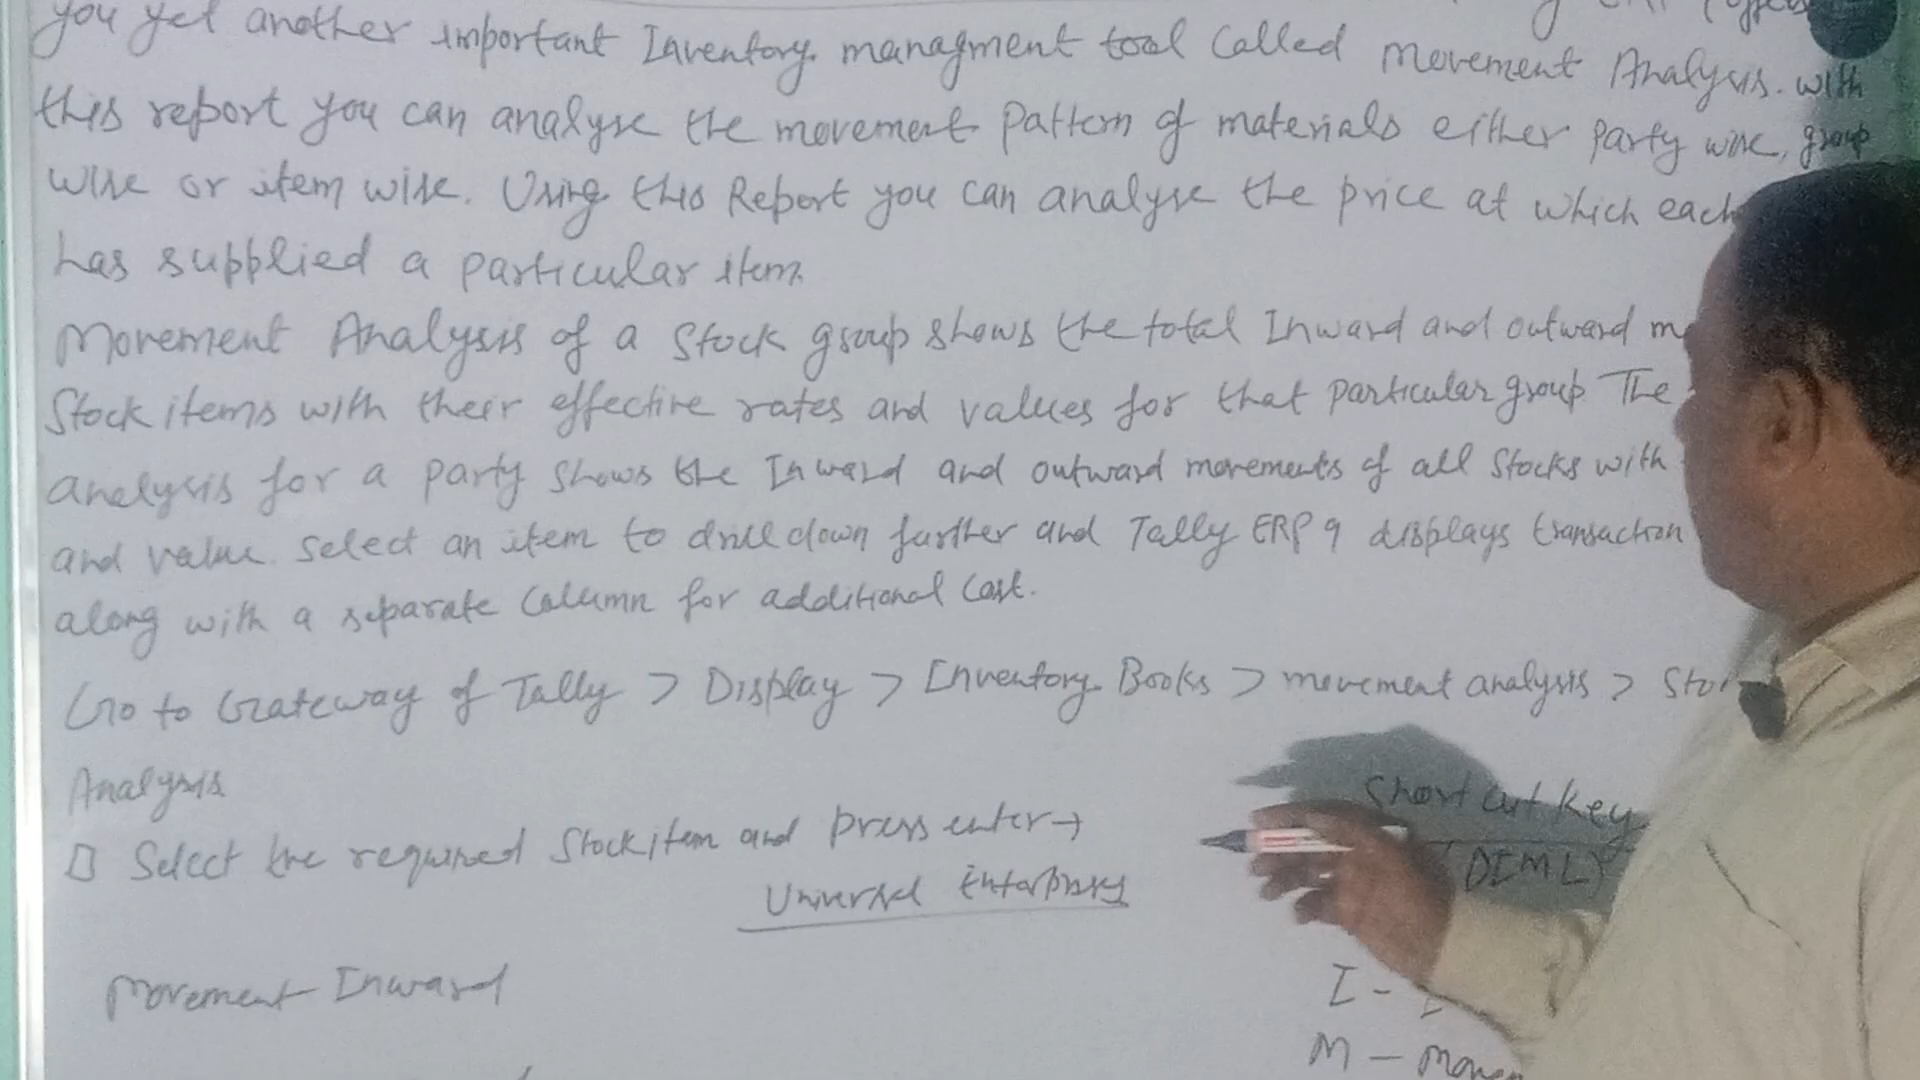 you yet another important Inventory managment tool called Movement Analysis. with
this report you can analyse the movement pattern of materials either party wise, group
wise or item wise. Using this Report you can analyse the price at which each
has supplied a particular item.
Movement Analysis of a Stock group shows the total Inward and outward
Stock items with their effective rates and values for that particular group The
analysis for a party shows the Inward and outward movements of all Stocks with
and value. Select an item to drill down further and Tally ERP 9 displays transaction
along with a separate Column for additional Cost.
Go to Gateway of Tally > Display > Inventory Books > movement analysis >
Analysis
Select the required Stock item and press enter →
Universal Enterprises
Short cut key
(DIML)
Movement Inward
I -
M -